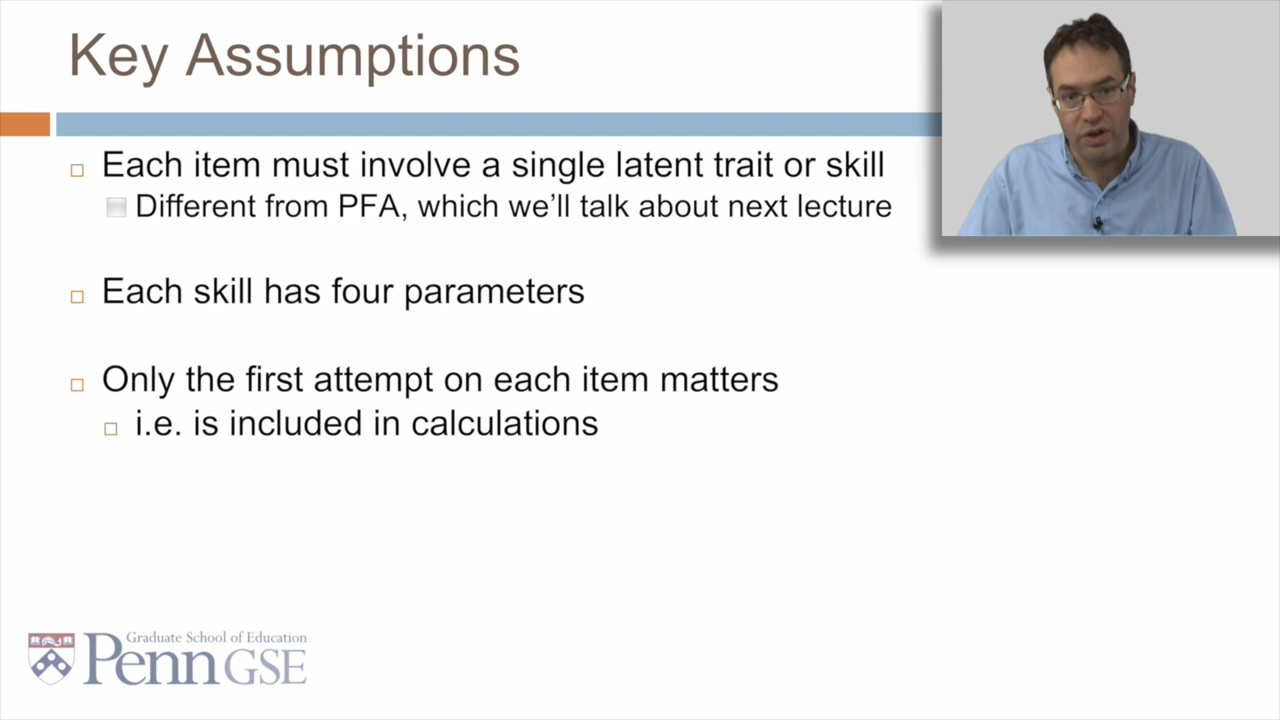 Key Assumptions
Each item must involve a single latent trait or skill
Different from PFA, which we'll talk about next lecture
Each skill has four parameters
Only the first attempt on each item matters
i.e. is included in calculations
Graduate School of Education
Penn GSE